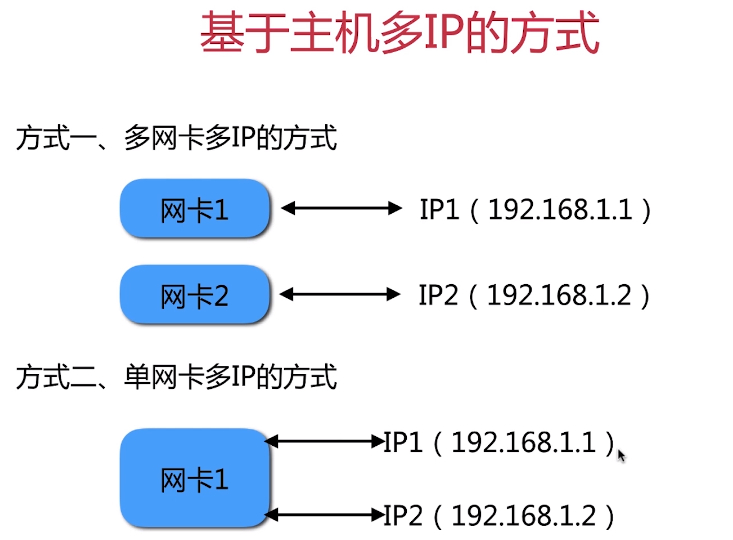 基于主机多IP的方式
方式一、多网卡多IP的方式
网卡1 IP1（192.168.1.1）
网卡2 IP2（192.168.1.2）
方式二、单网卡多IP的方式
IP1（192.168.1.1）
网卡1
IP2（192.168.1.2）